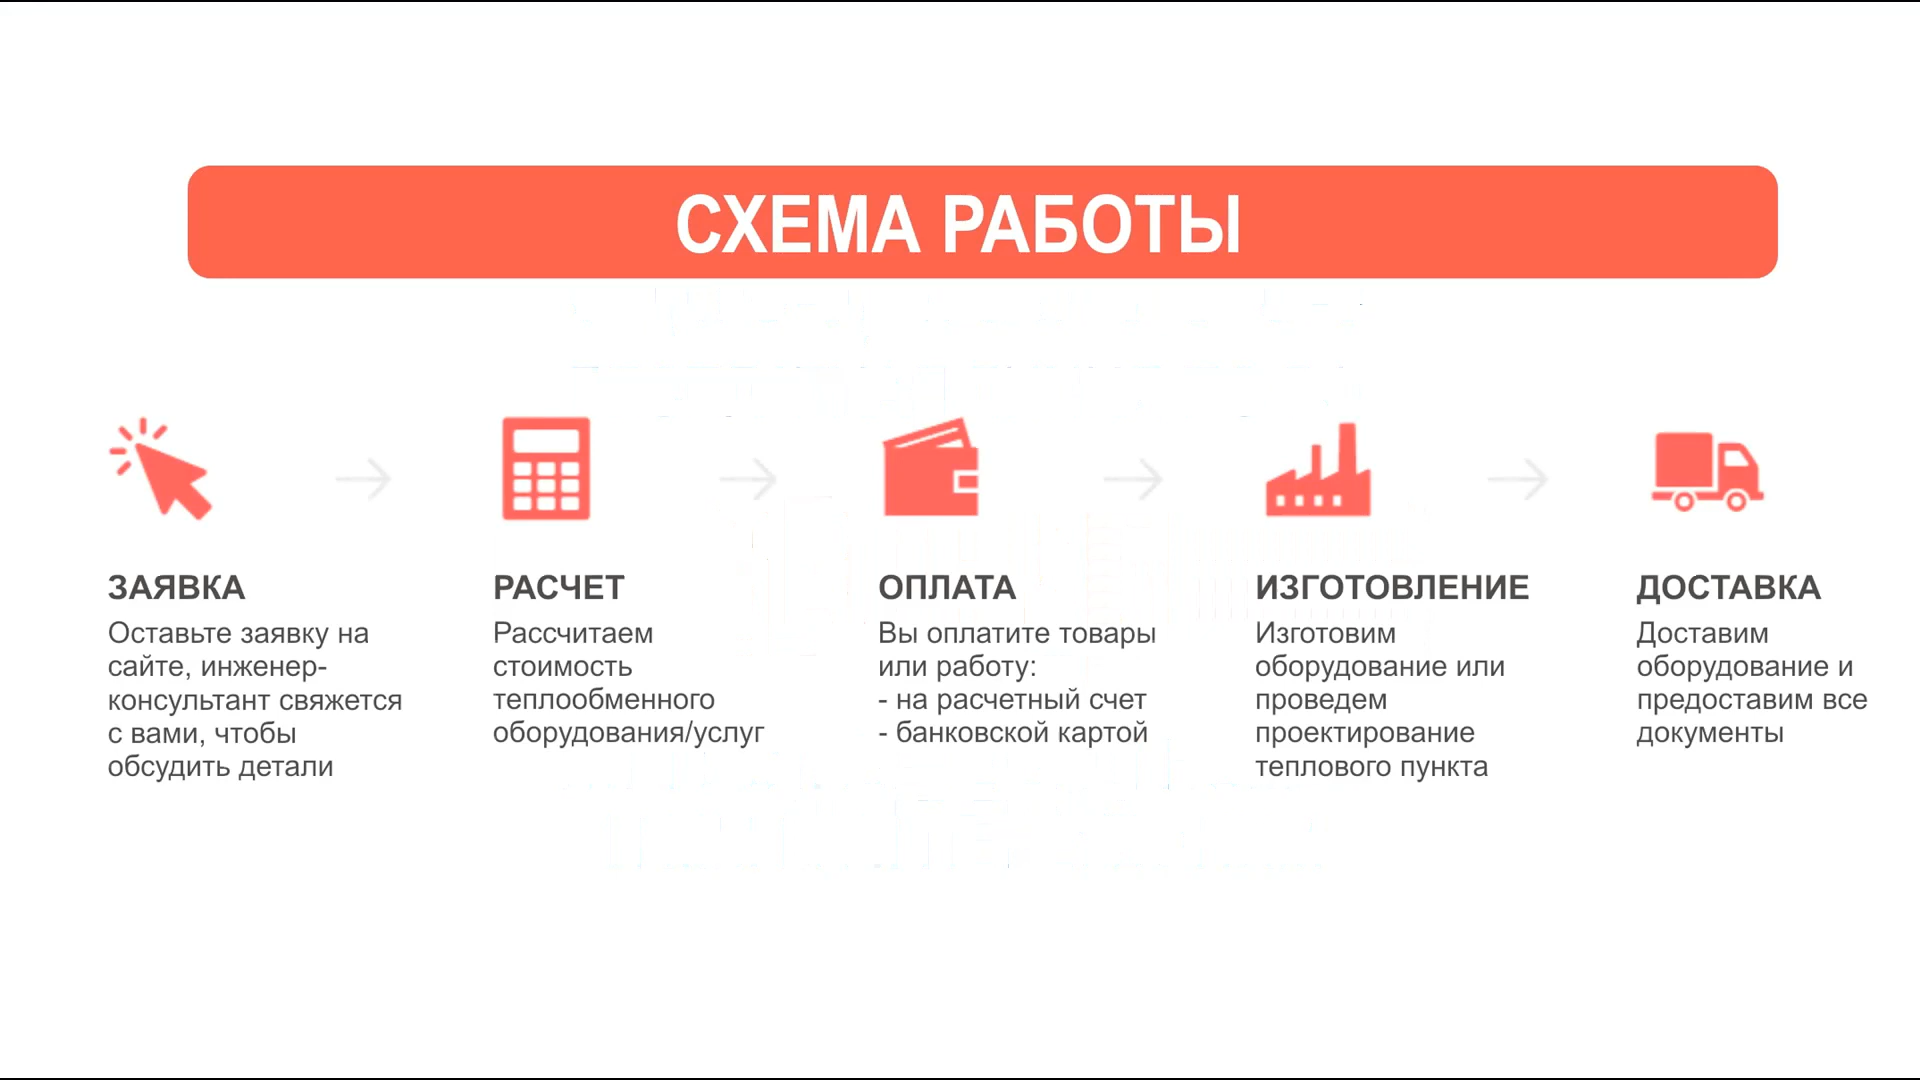 СХЕМА РАБОТЫ
ЗАЯВКА
Оставьте заявку на
сайте, инженер-
консультант свяжется
с вами, чтобы
обсудить детали
РАСЧЕТ
Рассчитаем
стоимость
теплообменного
оборудования/услуг
ОПЛАТА
Вы оплатите товары
или работу:
- на расчетный счет
- банковской картой
ИЗГОТОВЛЕНИЕ
Изготовим
оборудование или
проведем
проектирование
теплового пункта
ДОСТАВКА
Доставим
оборудование и
предоставим все
документы